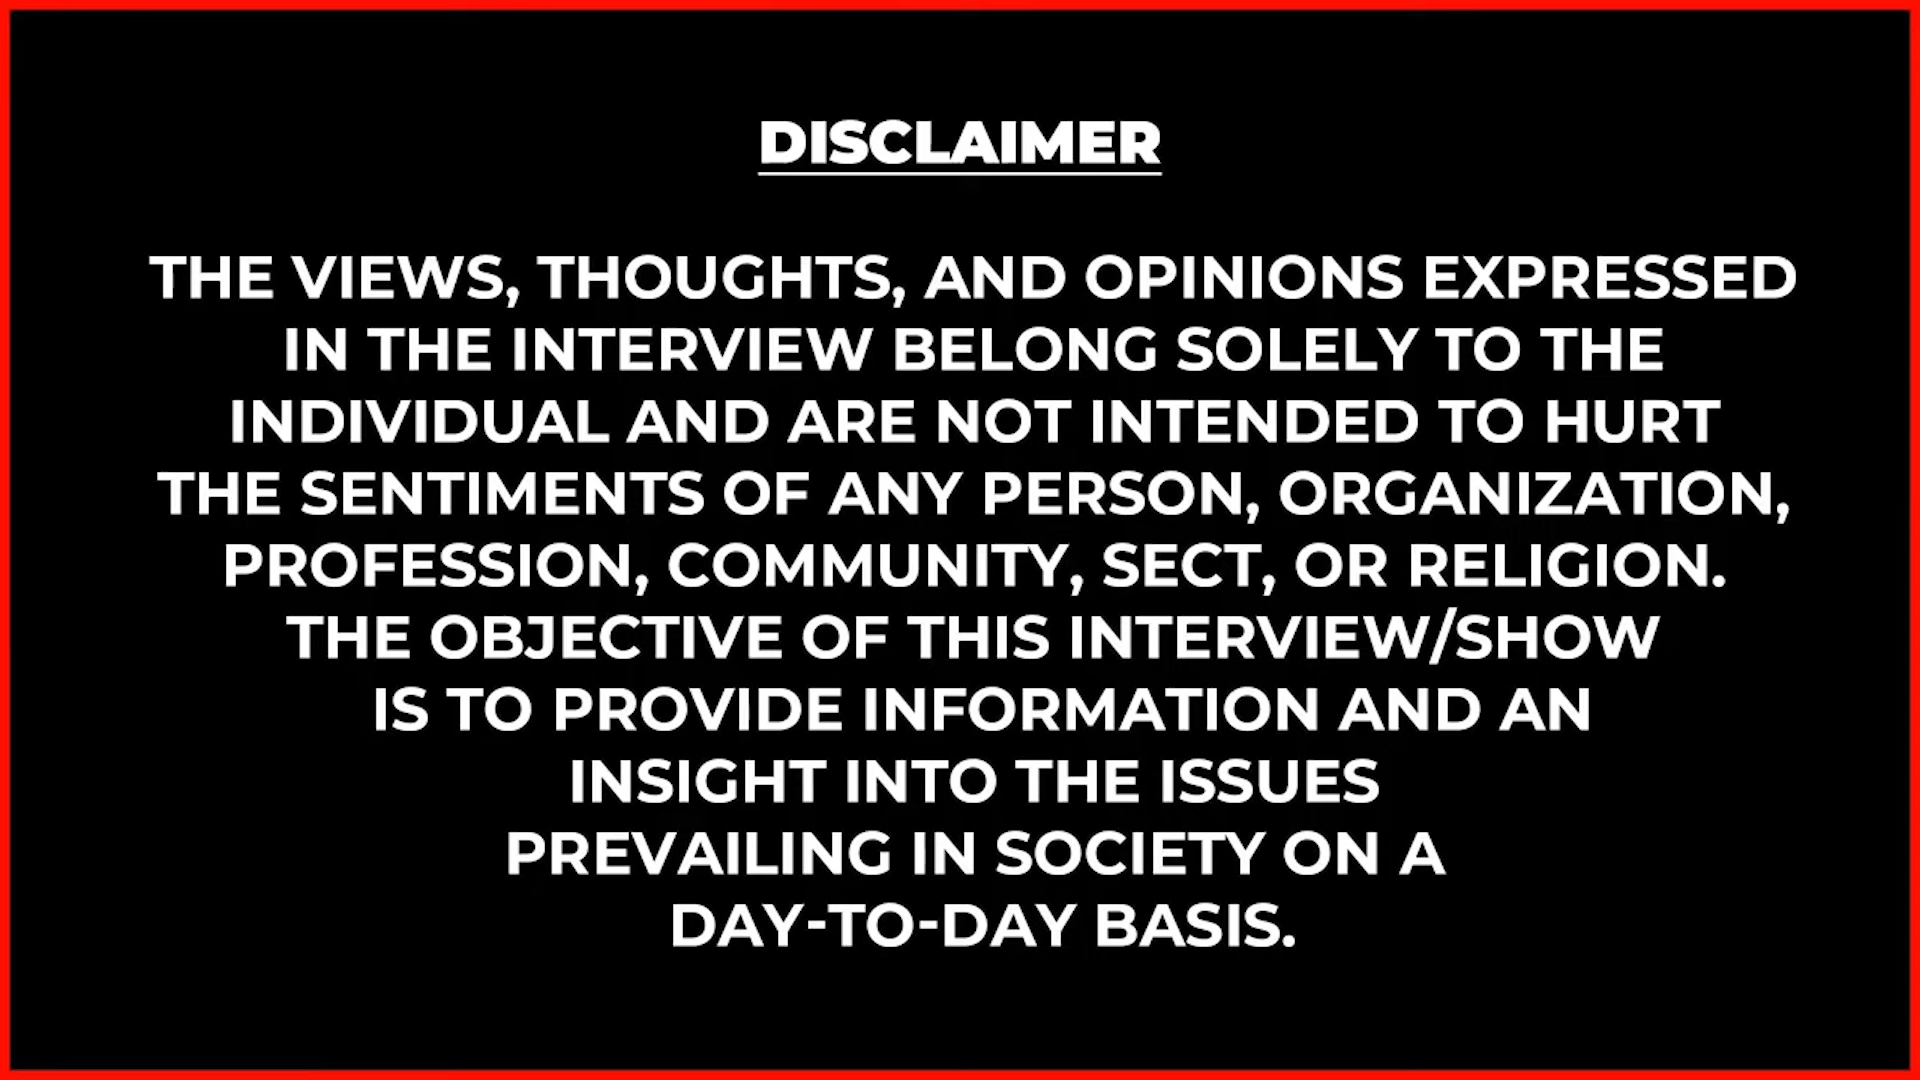 DISCLAIMER
THE VIEWS, THOUGHTS, AND OPINIONS EXPRESSED
IN THE INTERVIEW BELONG SOLELY TO THE
INDIVIDUAL AND ARE NOT INTENDED TO HURT
THE SENTIMENTS OF ANY PERSON, ORGANIZATION,
PROFESSION, COMMUNITY, SECT, OR RELIGION.
THE OBJECTIVE OF THIS INTERVIEW/SHOW
IS TO PROVIDE INFORMATION AND AN
INSIGHT INTO THE ISSUES
PREVAILING IN SOCIETY ON A
DAY-TO-DAY BASIS.